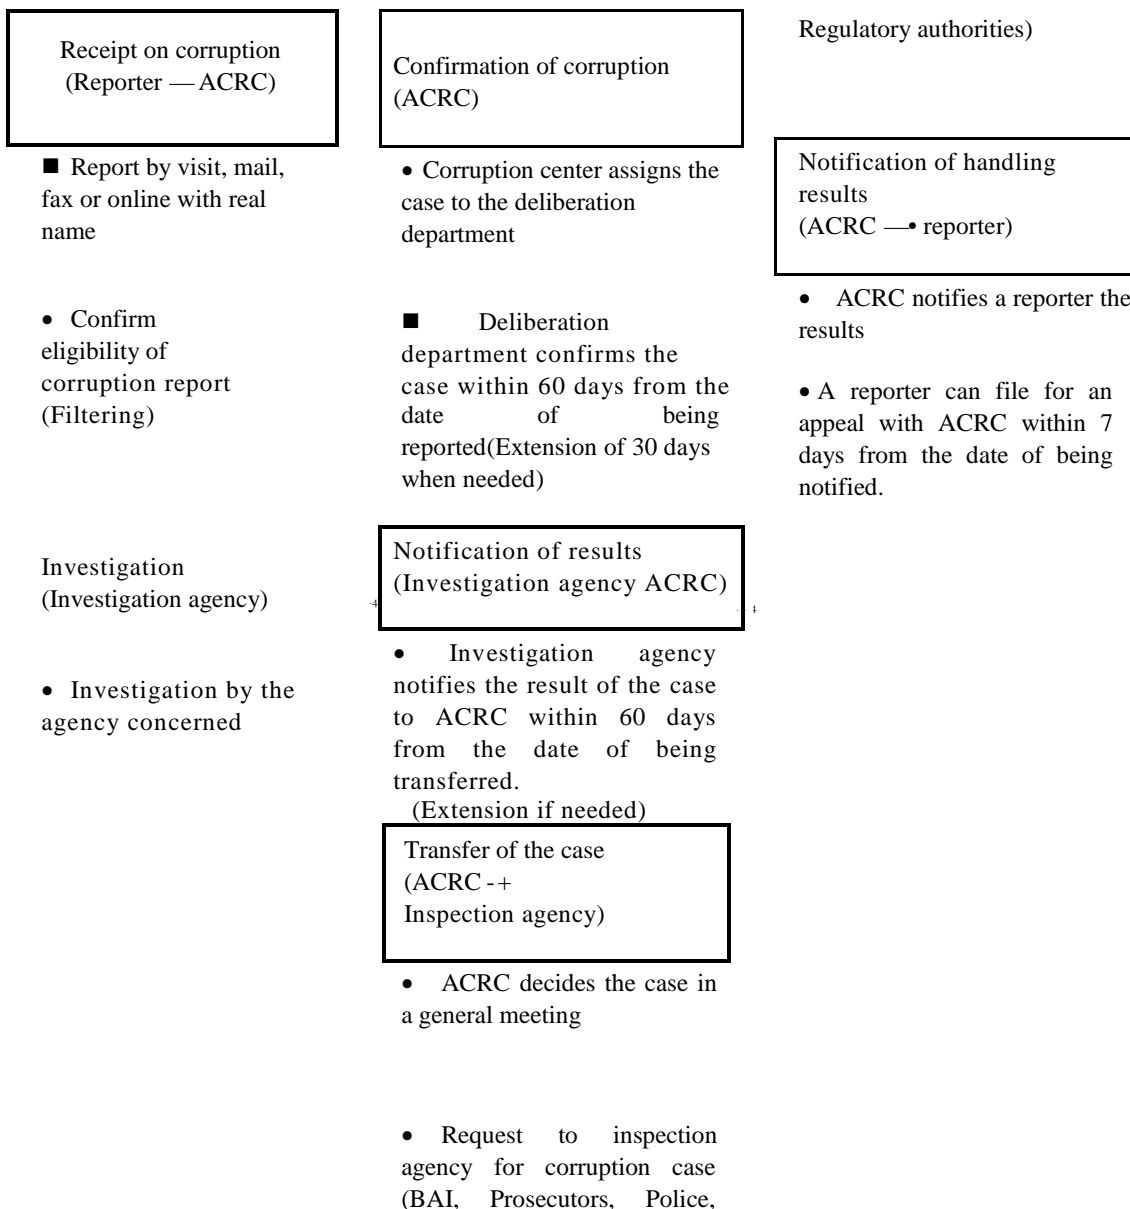 Receipt on corruption
(Reporter — ACRC)
■ Report by visit, mail,
fax or online with real
name
• Confirm
eligibility of
corruption report
(Filtering)
Investigation
(Investigation agency)
• Investigation by the
agency concerned
Confirmation of corruption
(ACRC)
• Corruption center assigns the
case to the deliberation
department
■ Deliberation
department confirms the
case within 60 days from the
date of being
reported(Extension of 30 days
when needed)
Notification of results
(Investigation agency ACRC)
• Investigation agency
notifies the result of the case
to ACRC within 60 days
from the date of being
transferred.
(Extension if needed)
Transfer of the case
(ACRC -+
Inspection agency)
• ACRC decides the case in
a general meeting
• Request to inspection
agency for corruption case
(BAI, Prosecutors, Police,
Regulatory authorities)
Notification of handling
results
(ACRC —• reporter)
• ACRC notifies a reporter the
results
• A reporter can file for an
appeal with ACRC within 7
days from the date of being
notified.